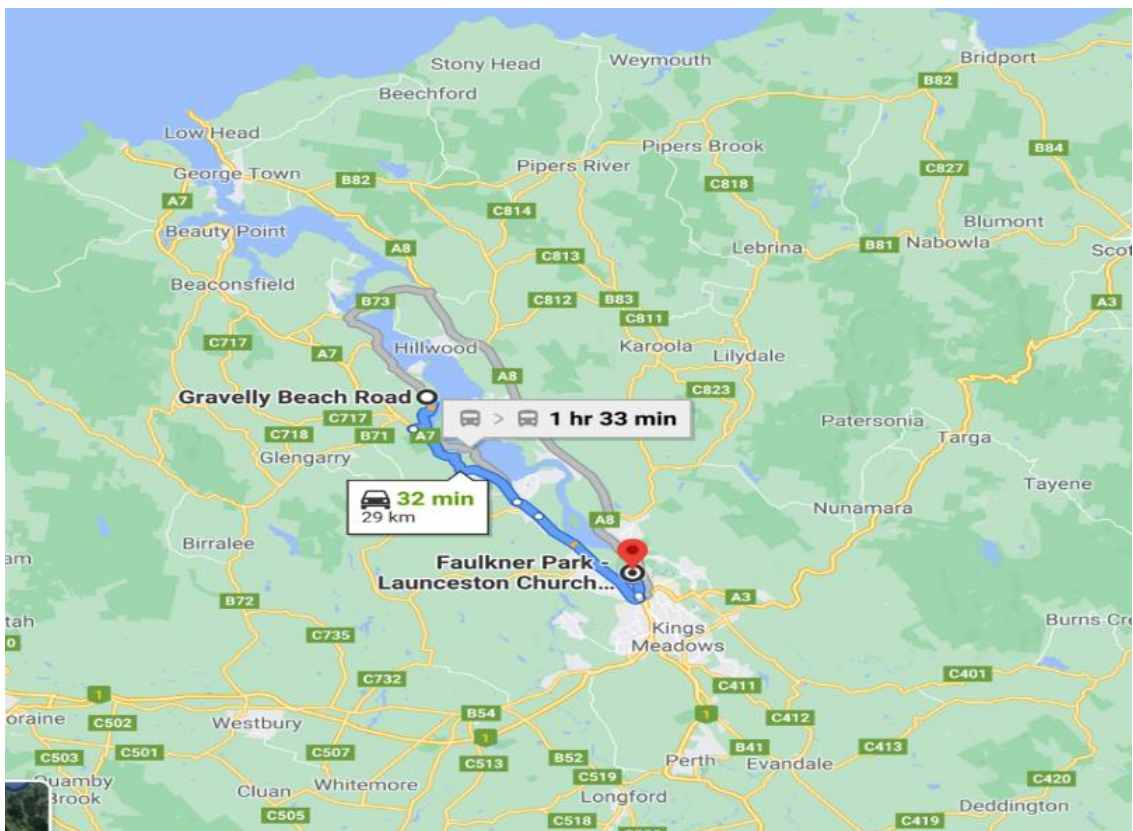 Bridport
Weymouth
Stony Head
Beechford
B82
Low Head
B84
Pipers Brook
Pipers River
George Town
B82
C827
C818
A7
C814
Blumont
Beauty Point
A8
Lebrina
B81
Nabowla
C813
Beaconsfield
B73
C812
B83
A3
C811
C717
Hillwood
Karoola
Lilydale
A7
A8
C823
Gravelly Beach Road
C717
> 1 hr 33 min
Patersonia
C718
B71
A7
Targa
Glengarry
Tayene
32 min
29 km
Nunamara
A8
Birralee
Faulkner Park -
Launceston Church...
B72
A3
Kings
Meadows
C735
C401
C732
C411
1
B54
1
C412
C502
Westbury
1
C503
C501
C507
C513
B52
B41
C413
Perth
Evandale
Quamby
Brook
Cluan
Whitemore
C519
C420
Longford
Deddington
C505
C518
C419